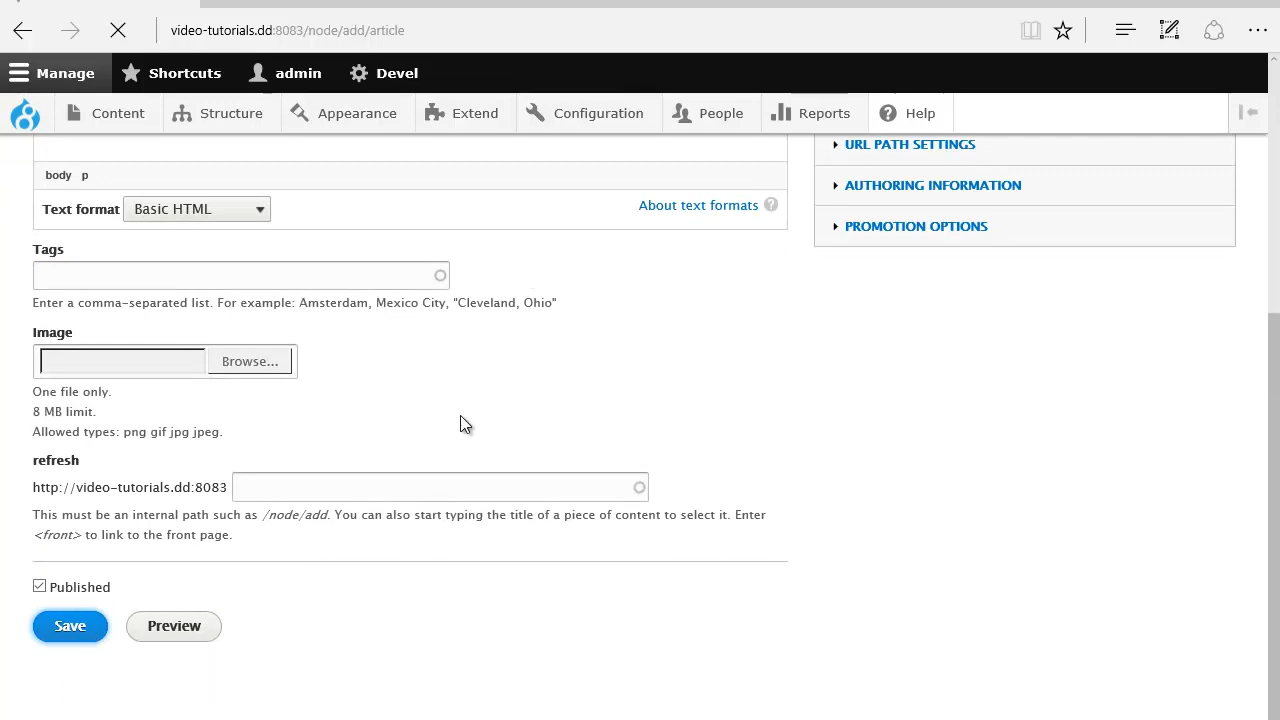 video-tutorials.dd:8083/node/add/article
Manage Shortcuts admin Devel
Content Structure Appearance Extend Configuration People Reports Help
URL PATH SETTINGS
body p
AUTHORING INFORMATION
Text format Basic HTML About text formats ?
PROMOTION OPTIONS
Tags
Enter a comma-separated list. For example: Amsterdam, Mexico City, "Cleveland, Ohio"
Image
Browse...
One file only.
8 MB limit.
Allowed types: png gif jpg jpeg.
refresh
http://video-tutorials.dd:8083
This must be an internal path such as /node/add. You can also start typing the title of a piece of content to select it. Enter
<front> to link to the front page.
Published
Save Preview